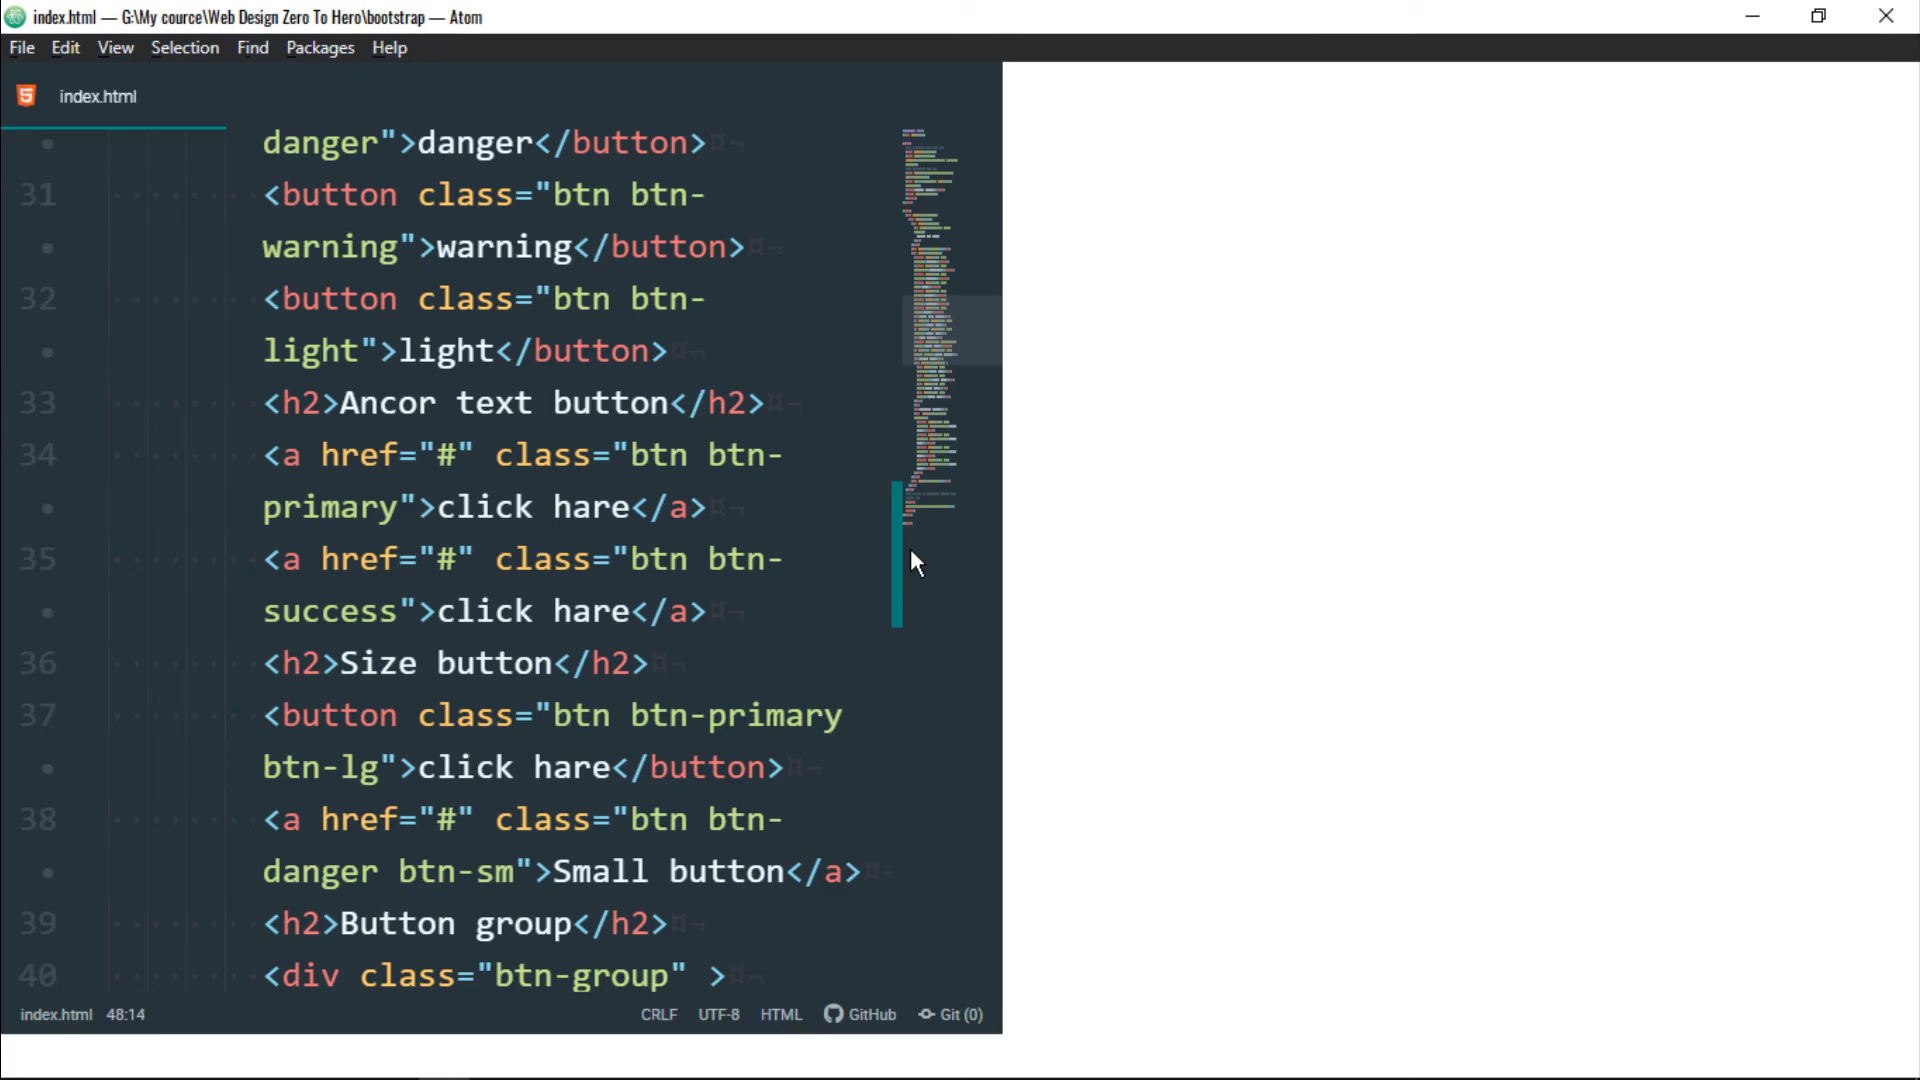 index.html — G:\My cource\Web Design Zero To Hero\bootstrap — Atom
File Edit View Selection Find Packages Help
index.html
danger">danger</button>
31 <button class="btn btn-
warning">warning</button>
32 <button class="btn btn-
light">light</button>
33 <h2>Ancor text button</h2>
34 <a href="#" class="btn btn-
primary">click hare</a>
35 <a href="#" class="btn btn-
success">click hare</a>
36 <h2>Size button</h2>
37 <button class="btn btn-primary
btn-lg">click hare</button>
38 <a href="#" class="btn btn-
danger btn-sm">Small button</a>
39 <h2>Button group</h2>
40 <div class="btn-group" >
index.html 48:14 CRLF UTF-8 HTML GitHub Git (0)